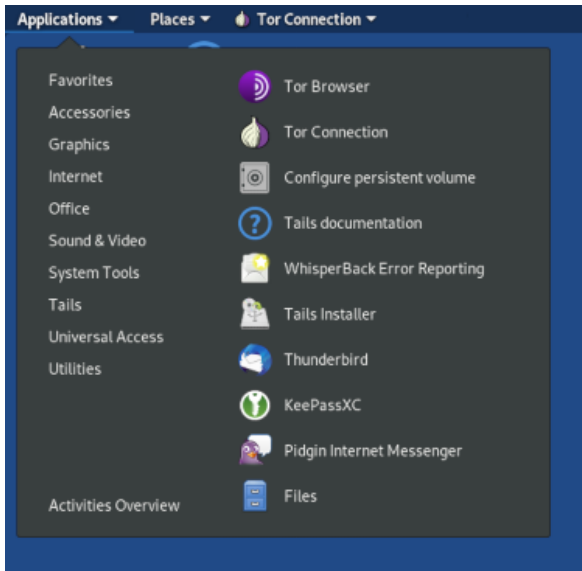 Applications Places Tor Connection
Favorites
Accessories
Graphics
Internet
Office
Sound & Video
System Tools
Tails
Universal Access
Utilities
Activities Overview
Tor Browser
Tor Connection
Configure persistent volume
Tails documentation
WhisperBack Error Reporting
Tails Installer
Thunderbird
KeePassXC
Pidgin Internet Messenger
Files